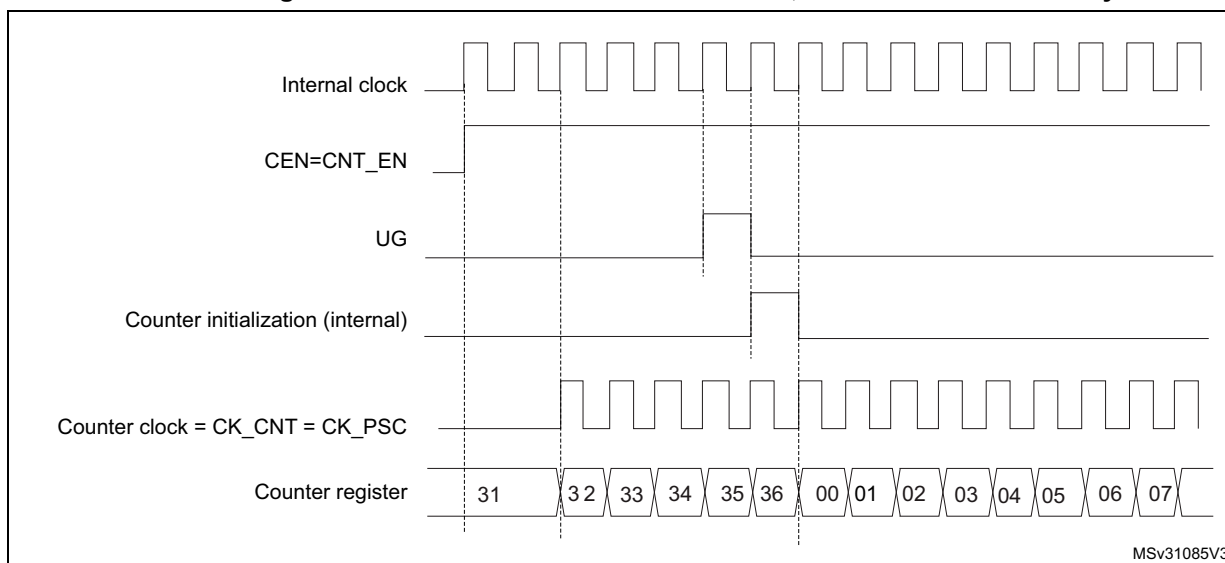 Internal clock
CEN=CNT_EN
UG
Counter initialization (internal)
Counter clock = CK_CNT = CK_PSC
Counter register 31 32 33 34 35 36 00 01 02 03 04 05 06 07
MSv31085V3